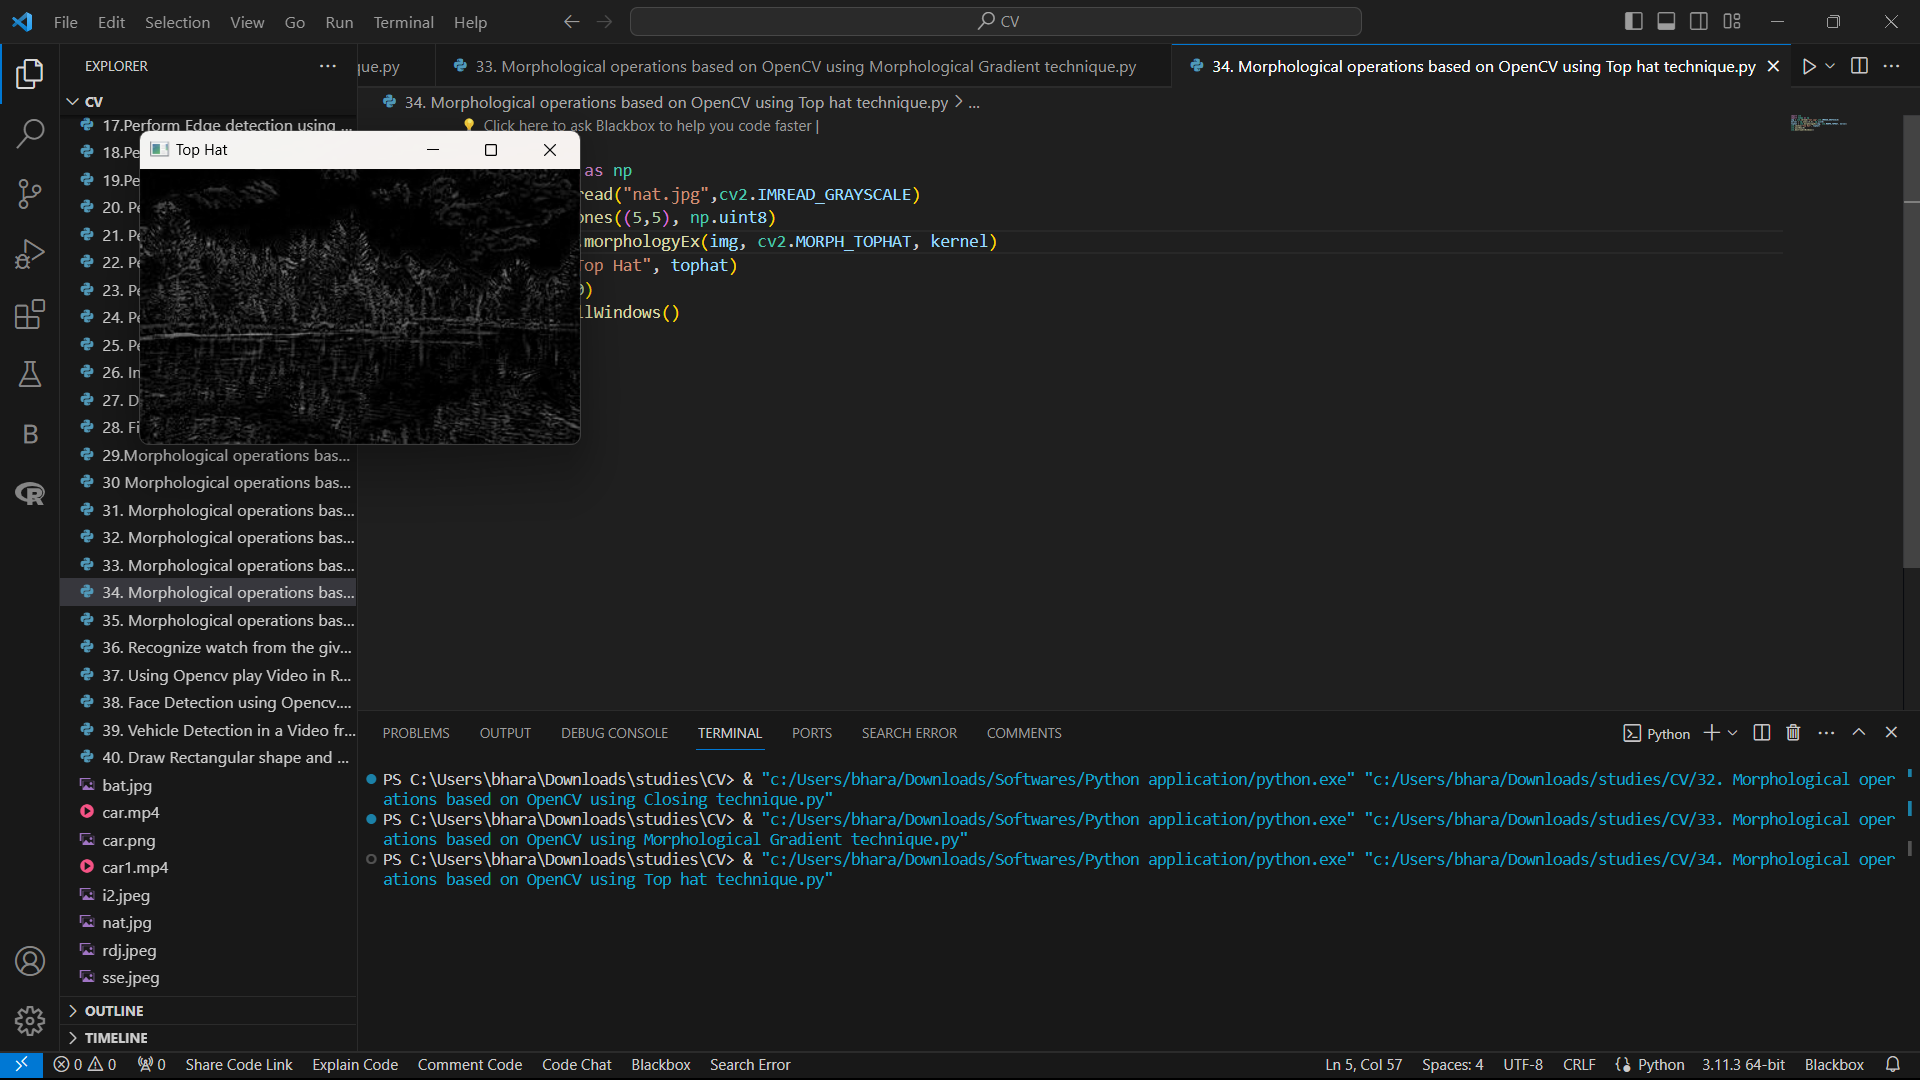 File Edit Selection View Go Run Terminal Help
CV
EXPLORER
que.py
33. Morphological operations based on OpenCV using Morphological Gradient technique.py
34. Morphological operations based on OpenCV using Top hat technique.py
CV
34. Morphological operations based on OpenCV using Top hat technique.py > ...
17.Perform Edge detection using ...
Click here to ask Blackbox to help you code faster |
Top Hat
18.Pe
as np
19.Pe
read("nat.jpg",cv2.IMREAD_GRAYSCALE)
20. Pe
ones((5,5), np.uint8)
21. Pe
.morphologyEx(img, cv2.MORPH_TOPHAT, kernel)
22. Pe
Top Hat", tophat)
23. Pe
0)
24. Pe
llWindows()
25. Pe
26. In
27. D
28. Fi
29.Morphological operations bas...
30 Morphological operations bas...
31. Morphological operations bas...
32. Morphological operations bas...
33. Morphological operations bas...
34. Morphological operations bas...
35. Morphological operations bas...
36. Recognize watch from the giv...
37. Using Opencv play Video in R...
38. Face Detection using Opencv....
39. Vehicle Detection in a Video fr...
40. Draw Rectangular shape and ...
bat.jpg
car.mp4
car.png
car1.mp4
i2.jpeg
nat.jpg
rdj.jpeg
sse.jpeg
OUTLINE
TIMELINE
PROBLEMS OUTPUT DEBUG CONSOLE TERMINAL PORTS SEARCH ERROR COMMENTS
Python
PS C:\Users\bhara\Downloads\studies\CV> & "c:/Users/bhara/Downloads/Softwares/Python application/python.exe" "c:/Users/bhara/Downloads/studies/CV/32. Morphological oper
ations based on OpenCV using Closing technique.py"
PS C:\Users\bhara\Downloads\studies\CV> & "c:/Users/bhara/Downloads/Softwares/Python application/python.exe" "c:/Users/bhara/Downloads/studies/CV/33. Morphological oper
ations based on OpenCV using Morphological Gradient technique.py"
PS C:\Users\bhara\Downloads\studies\CV> & "c:/Users/bhara/Downloads/Softwares/Python application/python.exe" "c:/Users/bhara/Downloads/studies/CV/34. Morphological oper
ations based on OpenCV using Top hat technique.py"
0 0 0 Share Code Link Explain Code Comment Code Code Chat Blackbox Search Error
Ln 5, Col 57 Spaces: 4 UTF-8 CRLF Python 3.11.3 64-bit Blackbox